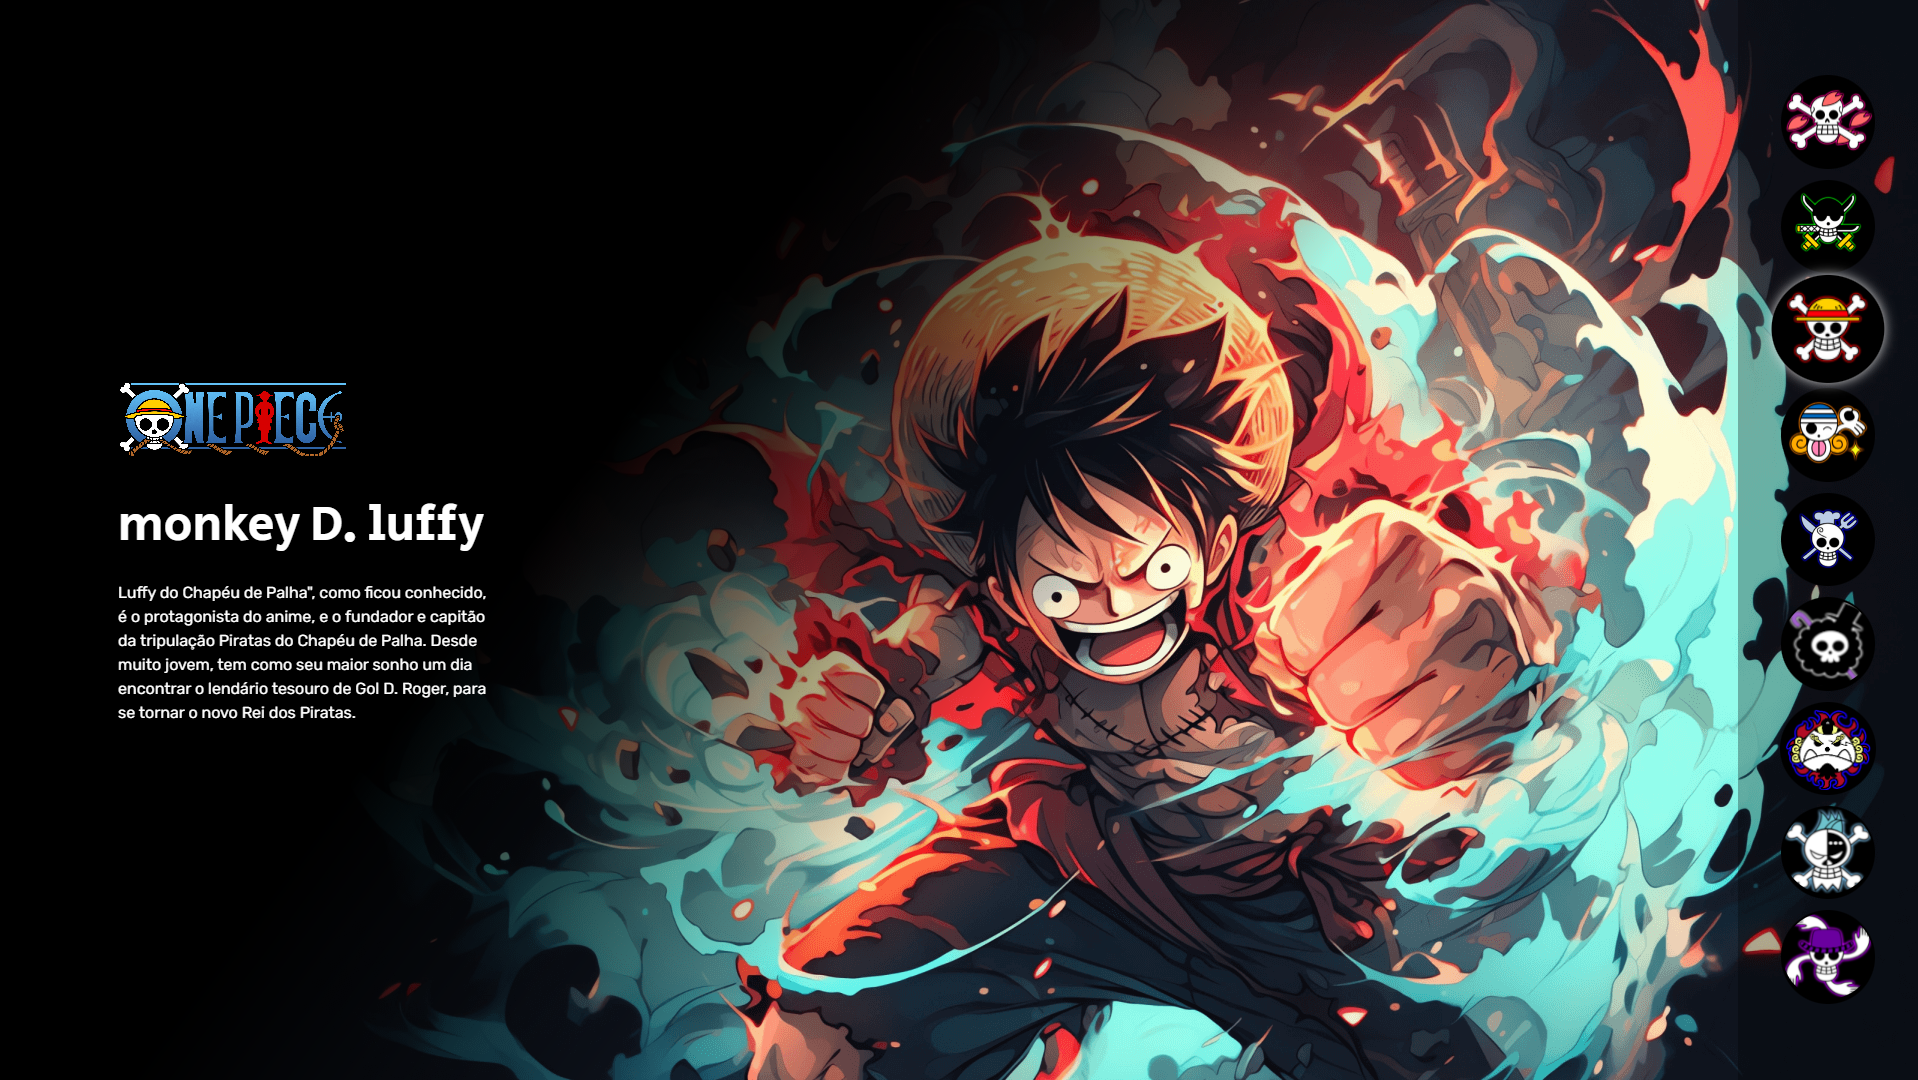 ONE PIECE
monkey D. luffy
Luffy do Chapéu de Palha", como ficou conhecido,
é o protagonista do anime, e o fundador e capitão
da tripulação Piratas do Chapéu de Palha. Desde
muito jovem, tem como seu maior sonho um dia
encontrar o lendário tesouro de Gol D. Roger, para
se tornar o novo Rei dos Piratas.